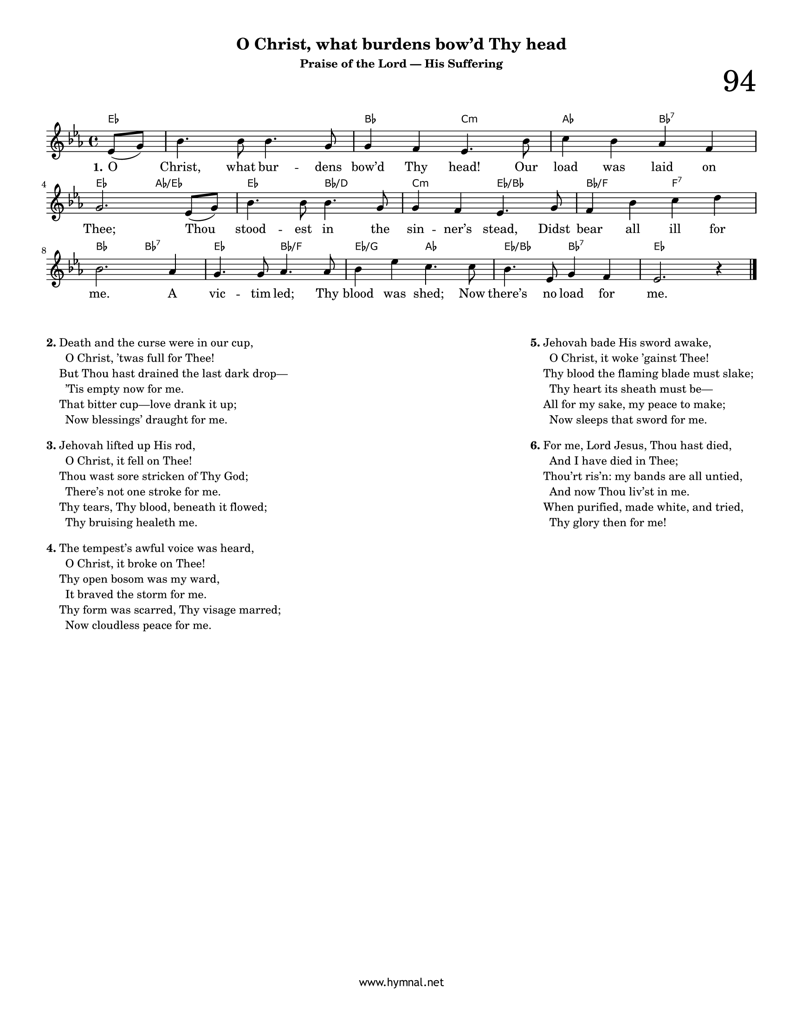 O Christ, what burdens bow’d Thy head
Praise of the Lord — His Suffering
94
E♭ B♭ Cm A♭ B♭7
1. O Christ, what bur - dens bow’d Thy head! Our load was laid on
4
E♭ A♭/E♭ E♭ B♭/D Cm E♭/B♭ B♭/F F7
Thee; Thou stood - est in the sin - ner’s stead, Didst bear all ill for
8
B♭ B♭7 E♭ B♭/F E♭/G A♭ E♭/B♭ B♭7 E♭
me. A vic - tim led; Thy blood was shed; Now there’s no load for me.
2. Death and the curse were in our cup,
O Christ, ’twas full for Thee!
But Thou hast drained the last dark drop—
’Tis empty now for me.
That bitter cup—love drank it up;
Now blessings’ draught for me.
3. Jehovah lifted up His rod,
O Christ, it fell on Thee!
Thou wast sore stricken of Thy God;
There’s not one stroke for me.
Thy tears, Thy blood, beneath it flowed;
Thy bruising healeth me.
4. The tempest’s awful voice was heard,
O Christ, it broke on Thee!
Thy open bosom was my ward,
It braved the storm for me.
Thy form was scarred, Thy visage marred;
Now cloudless peace for me.
5. Jehovah bade His sword awake,
O Christ, it woke ’gainst Thee!
Thy blood the flaming blade must slake;
Thy heart its sheath must be—
All for my sake, my peace to make;
Now sleeps that sword for me.
6. For me, Lord Jesus, Thou hast died,
And I have died in Thee;
Thou’rt ris’n: my bands are all untied,
And now Thou liv’st in me.
When purified, made white, and tried,
Thy glory then for me!
www.hymnal.net